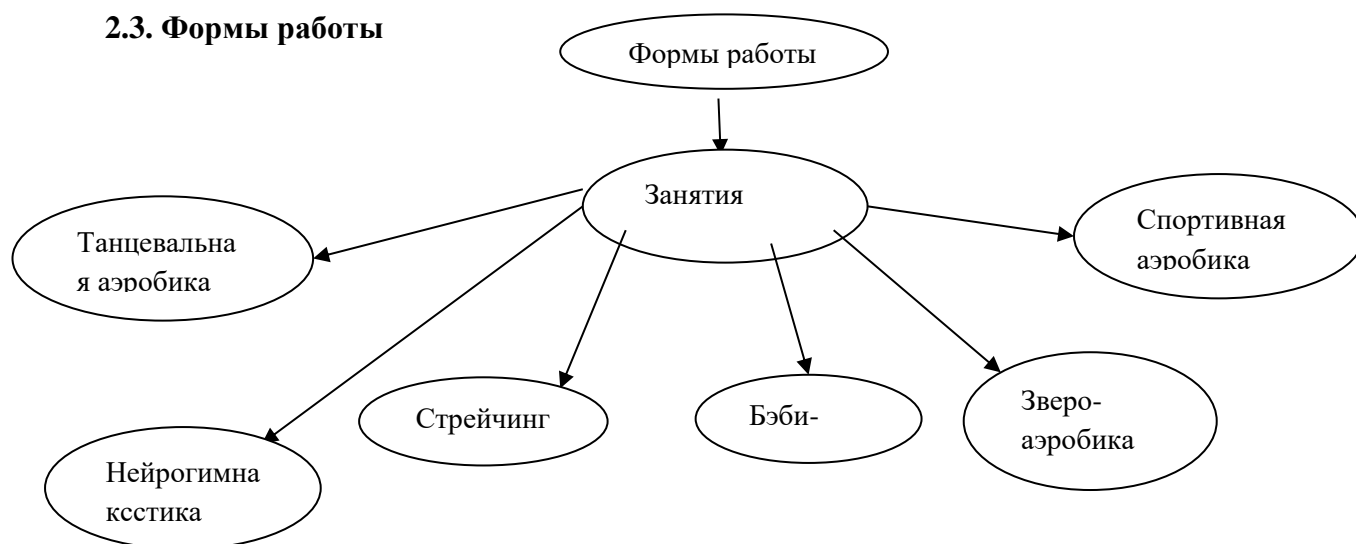 2.3. Формы работы
Формы работы
Занятия
Танцевальна
я аэробика
Спортивная
аэробика
Стрейчинг
Бэби-
Зверо-
аэробика
Нейрогимна
ксстика